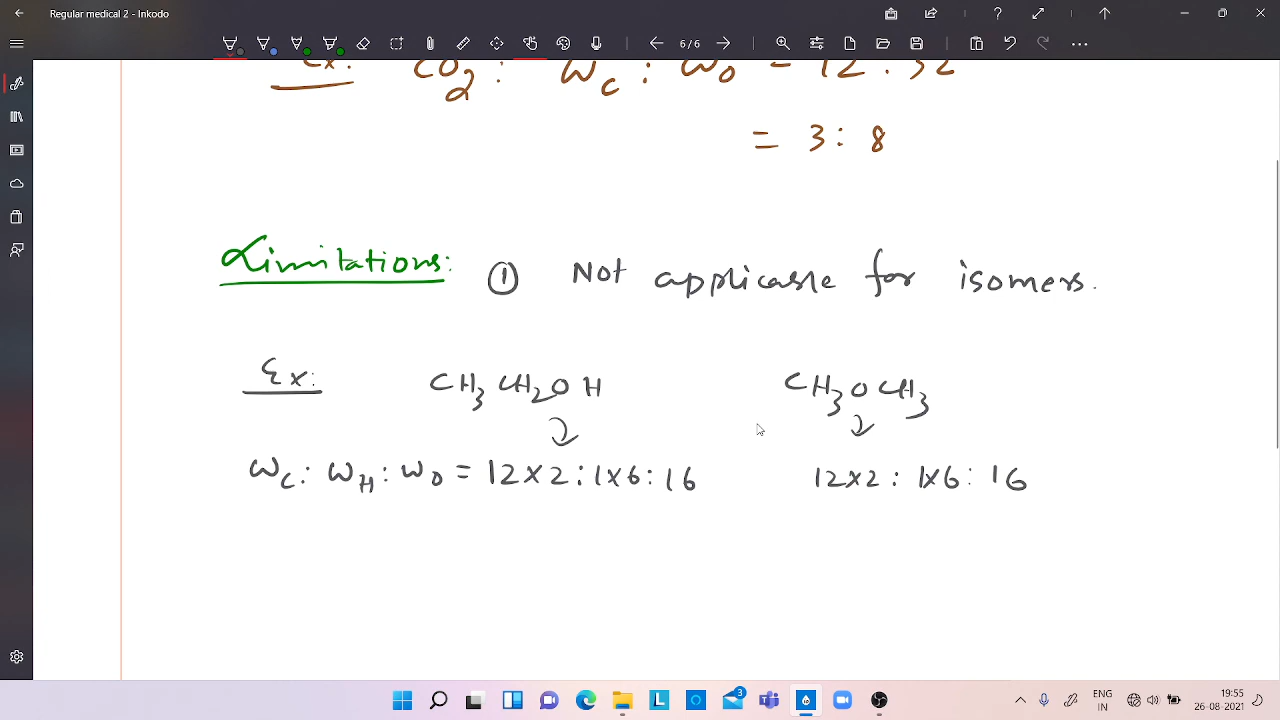 Regular medical 2 - Inkodo
6/6
Ex: CO2 : WC : WO = 12 : 32
= 3 : 8
Limitations: ① Not applicable for isomers.
Ex: CH3CH2OH CH3OCH3
WC : WH : WO = 12×2 : 1×6 : 16 12×2 : 1×6 : 16
3
ENG
IN
19:55
26-08-2021